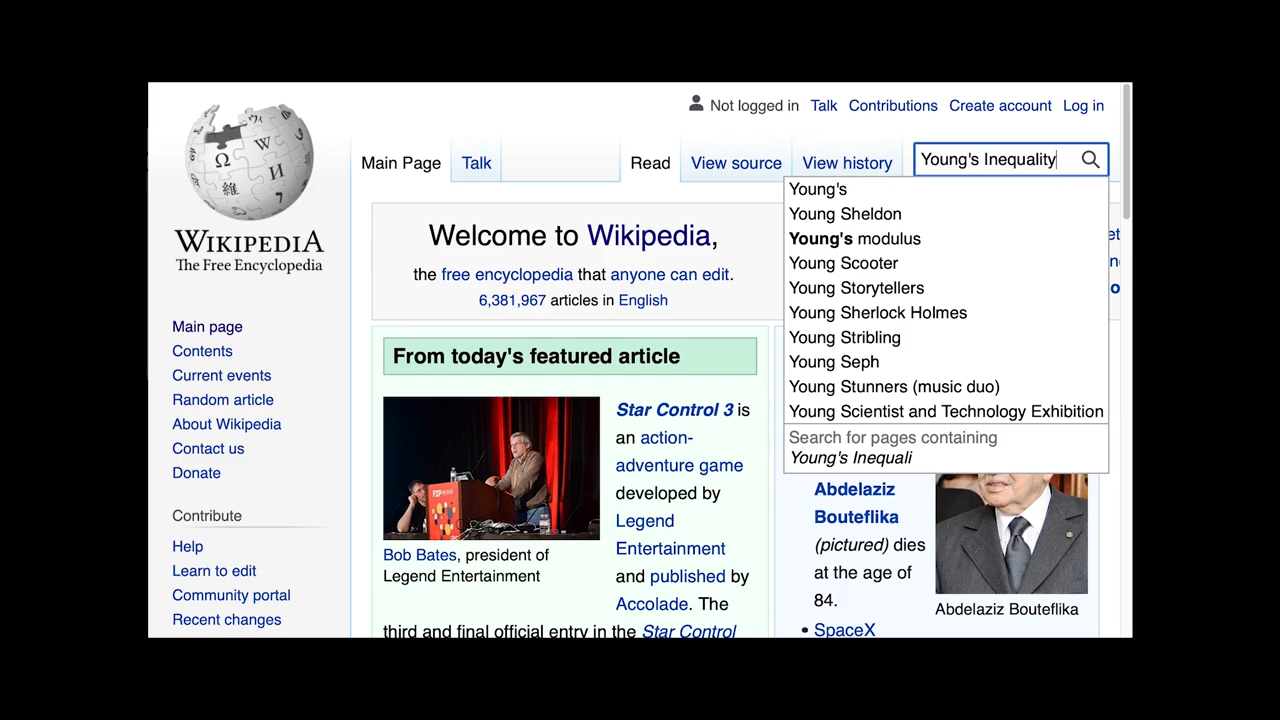 Not logged in Talk Contributions Create account Log in
Main Page Talk Read View source View history Young's Inequality
WIKIPEDIA
The Free Encyclopedia
Main page
Contents
Current events
Random article
About Wikipedia
Contact us
Donate
Contribute
Help
Learn to edit
Community portal
Recent changes
Welcome to Wikipedia,
the free encyclopedia that anyone can edit.
6,381,967 articles in English
Young's
Young Sheldon
Young's modulus
Young Scooter
Young Storytellers
Young Sherlock Holmes
Young Stribling
Young Seph
Young Stunners (music duo)
Young Scientist and Technology Exhibition
Search for pages containing
Young's Inequali
From today's featured article
Bob Bates, president of
Legend Entertainment
Star Control 3 is
an action-
adventure game
developed by
Legend
Entertainment
and published by
Accolade. The
third and final official entry in the Star Control
Abdelaziz
Bouteflika
(pictured) dies
at the age of
84.
Abdelaziz Bouteflika
• SpaceX